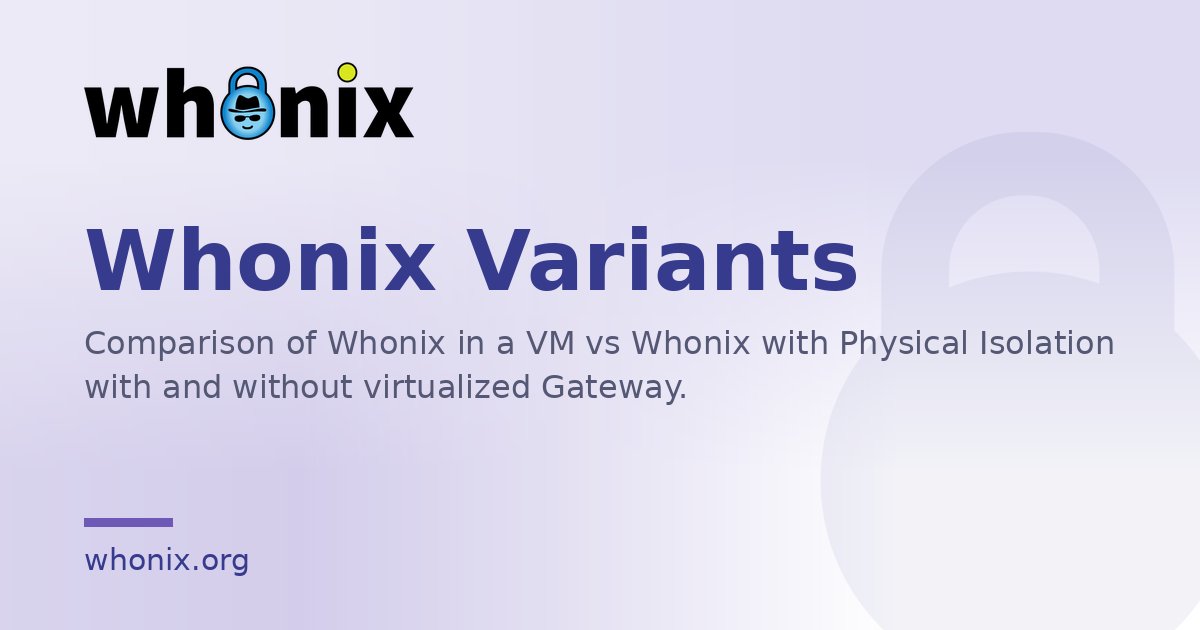 whonix
Whonix Variants
Comparison of Whonix in a VM vs Whonix with Physical Isolation
with and without virtualized Gateway.
whonix.org